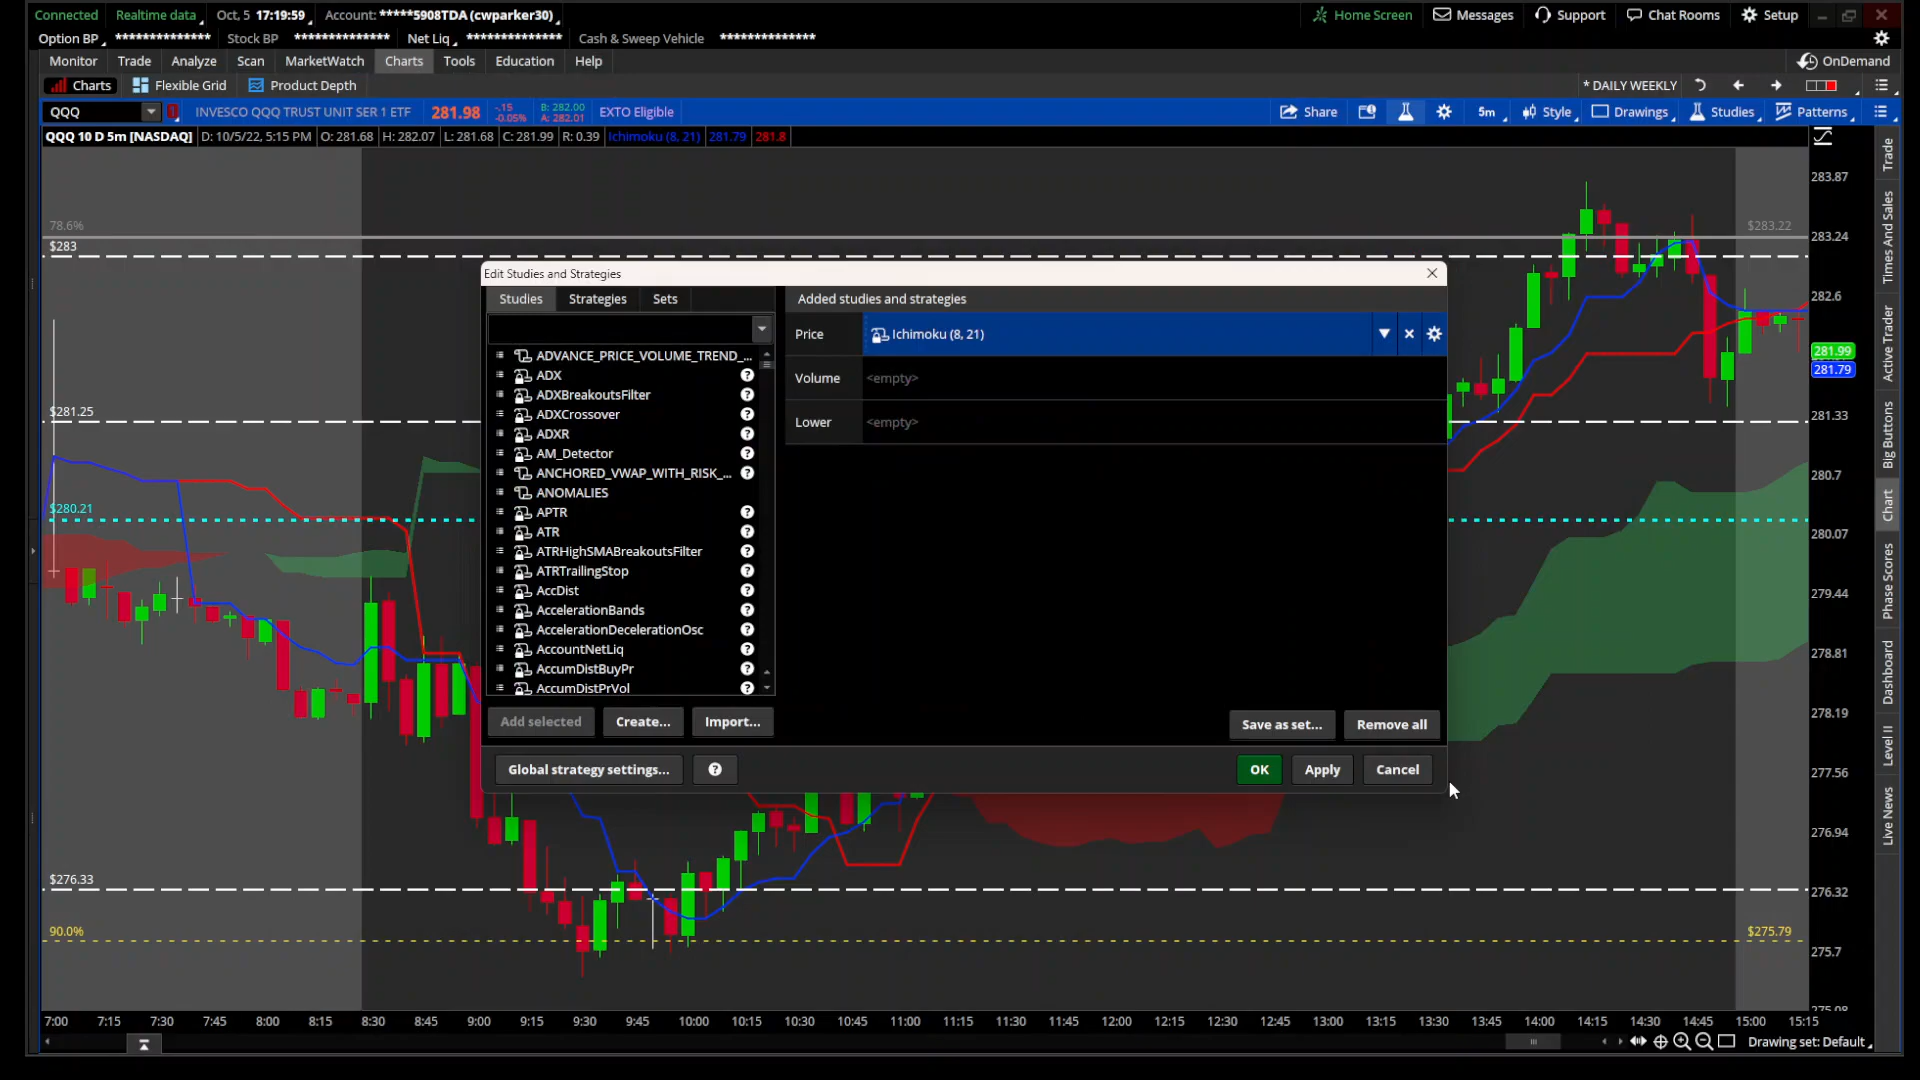 Connected Realtime data Oct, 5 17:19:59 Account: *****5908TDA (cwparker30) Home Screen Messages Support Chat Rooms Setup
Option BP ************** Stock BP ************** Net Liq ************** Cash & Sweep Vehicle **************
Monitor Trade Analyze Scan MarketWatch Charts Tools Education Help OnDemand
Charts Flexible Grid Product Depth * DAILY WEEKLY
QQQ INVESCO QQQ TRUST UNIT SER 1 ETF 281.98 -.15 -0.05% B: 282.00 A: 282.01 EXTO Eligible Share 5m Style Drawings Studies Patterns
QQQ 10 D 5m [NASDAQ] D: 10/5/22, 5:15 PM O: 281.68 H: 282.07 L: 281.68 C: 281.99 R: 0.39 Ichimoku (8, 21) 281.79 281.8
78.6%
$283
$281.25
$280.21
$276.33
90.0%
$283.22
$275.79
Edit Studies and Strategies
Studies Strategies Sets
ADVANCE_PRICE_VOLUME_TREND_...
ADX
ADXBreakoutsFilter
ADXCrossover
ADXR
AM_Detector
ANCHORED_VWAP_WITH_RISK_...
ANOMALIES
APTR
ATR
ATRHighSMABreakoutsFilter
ATRTrailingStop
AccDist
AccelerationBands
AccelerationDecelerationOsc
AccountNetLiq
AccumDistBuyPr
AccumDistPrVol
Add selected Create... Import...
Added studies and strategies
Price Ichimoku (8, 21)
Volume <empty>
Lower <empty>
Save as set... Remove all
Global strategy settings... ? OK Apply Cancel
283.87
283.24
282.6
281.99
281.79
281.33
280.7
280.07
279.44
278.81
278.19
277.56
276.94
276.32
275.7
275.08
Trade
Times And Sales
Active Trader
Big Buttons
Chart
Phase Scores
Dashboard
Level II
Live News
7:00 7:15 7:30 7:45 8:00 8:15 8:30 8:45 9:00 9:15 9:30 9:45 10:00 10:15 10:30 10:45 11:00 11:15 11:30 11:45 12:00 12:15 12:30 12:45 13:00 13:15 13:30 13:45 14:00 14:15 14:30 14:45 15:00 15:15
Drawing set: Default